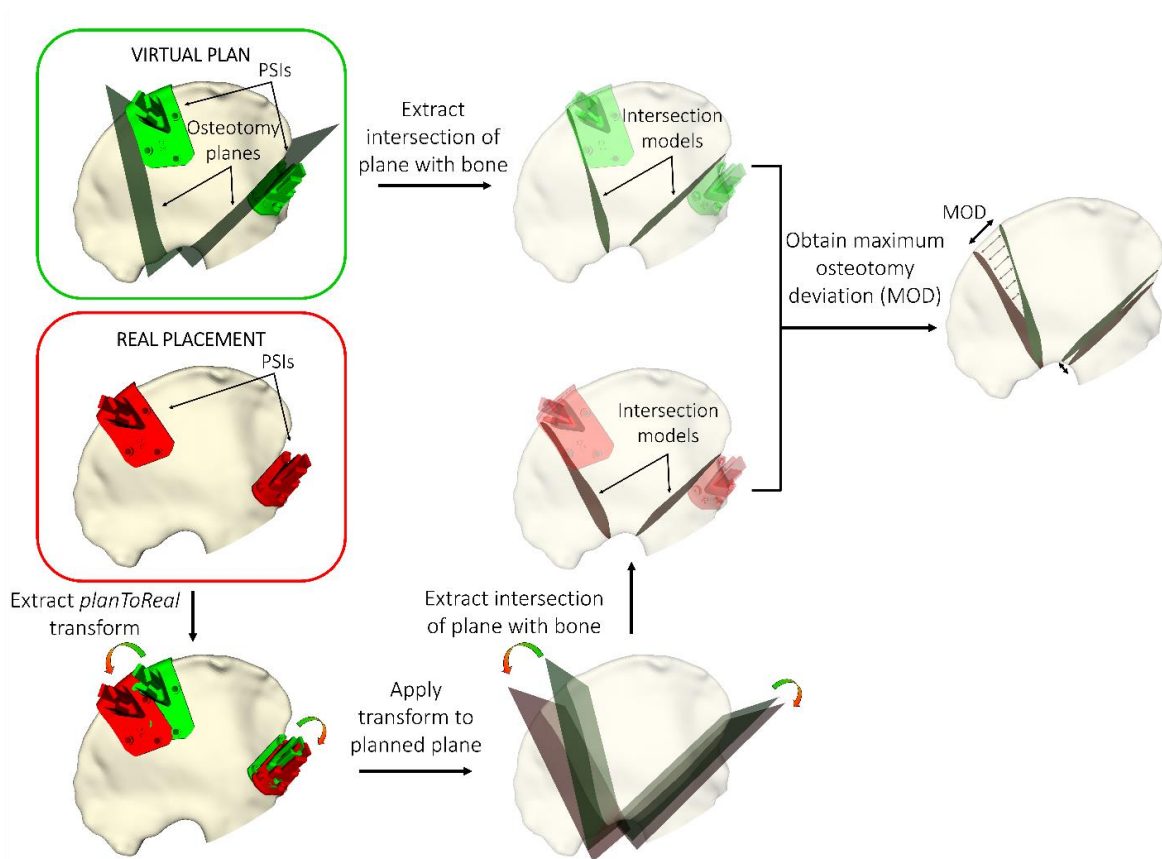 VIRTUAL PLAN
PSIs
Osteotomy
planes
Extract
intersection of
plane with bone
Intersection
models
MOD
Obtain maximum
osteotomy
deviation (MOD)
REAL PLACEMENT
PSIs
Intersection
models
Extract planToReal
transform
Apply
transform to
planned plane
Extract intersection
of plane with bone